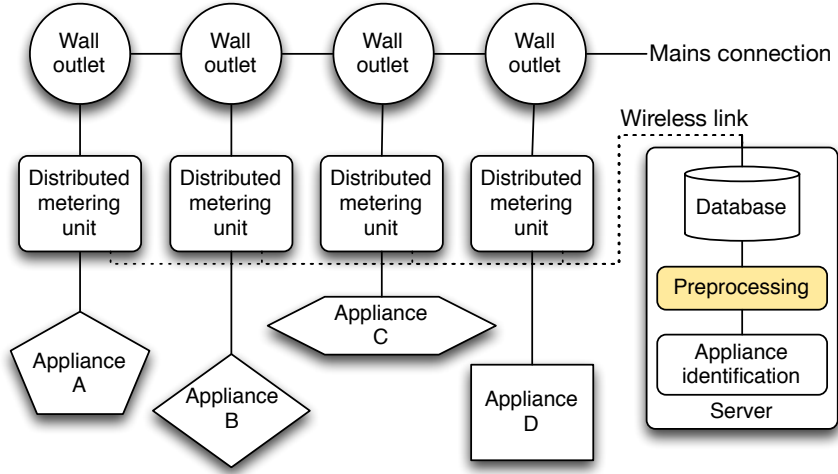 Wall
outlet
Wall
outlet
Wall
outlet
Wall
outlet
Mains connection
Wireless link
Distributed
metering
unit
Distributed
metering
unit
Distributed
metering
unit
Distributed
metering
unit
Database
Preprocessing
Appliance
identification
Server
Appliance
A
Appliance
B
Appliance
C
Appliance
D